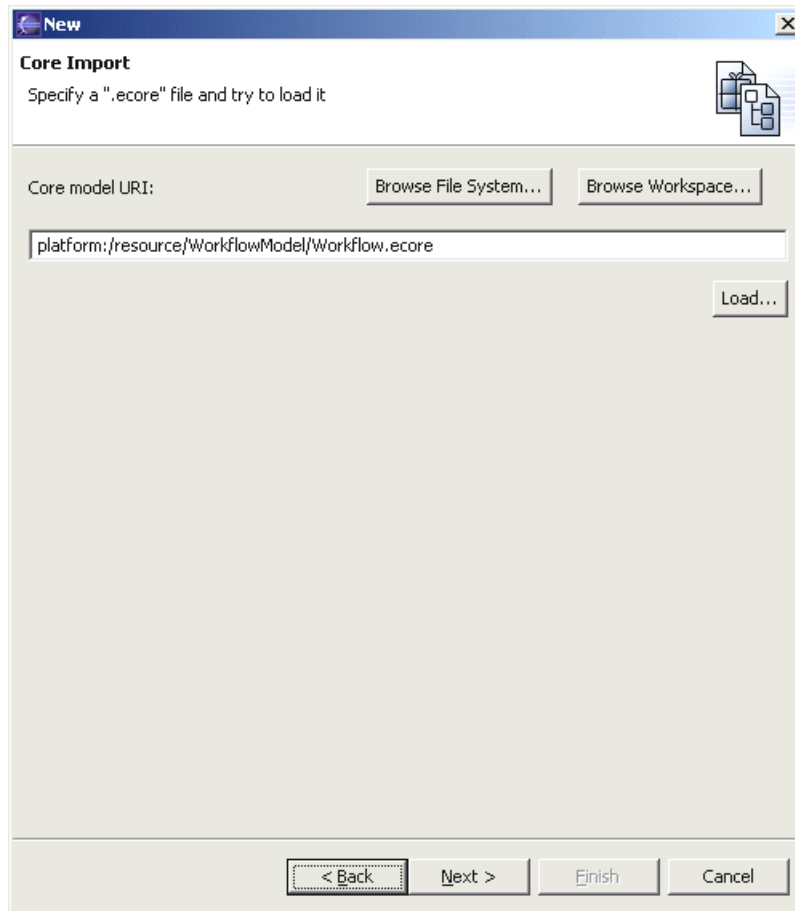 New
Core Import
Specify a ".ecore" file and try to load it
Core model URI: Browse File System... Browse Workspace...
platform:/resource/WorkflowModel/Workflow.ecore
Load...
< Back Next > Finish Cancel